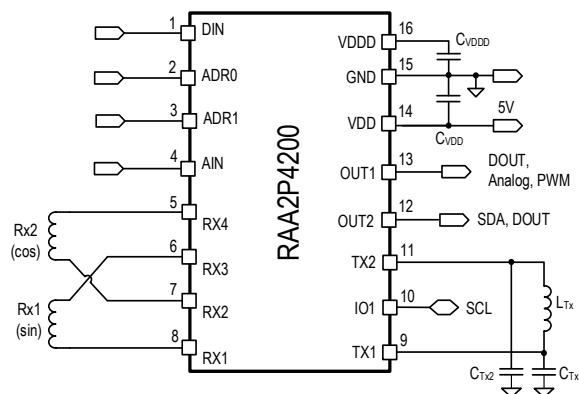 1
DIN
2
ADR0
3
ADR1
4
AIN
5
RX4
6
RX3
7
RX2
8
RX1
Rx2
(cos)
Rx1
(sin)
RAA2P4200
VDDD
16
CVDDD
GND
15
VDD
14
5V
CVDD
OUT1
13
DOUT,
Analog, PWM
OUT2
12
SDA, DOUT
TX2
11
IO1
10
SCL
LTx
TX1
9
CTx2
CTx